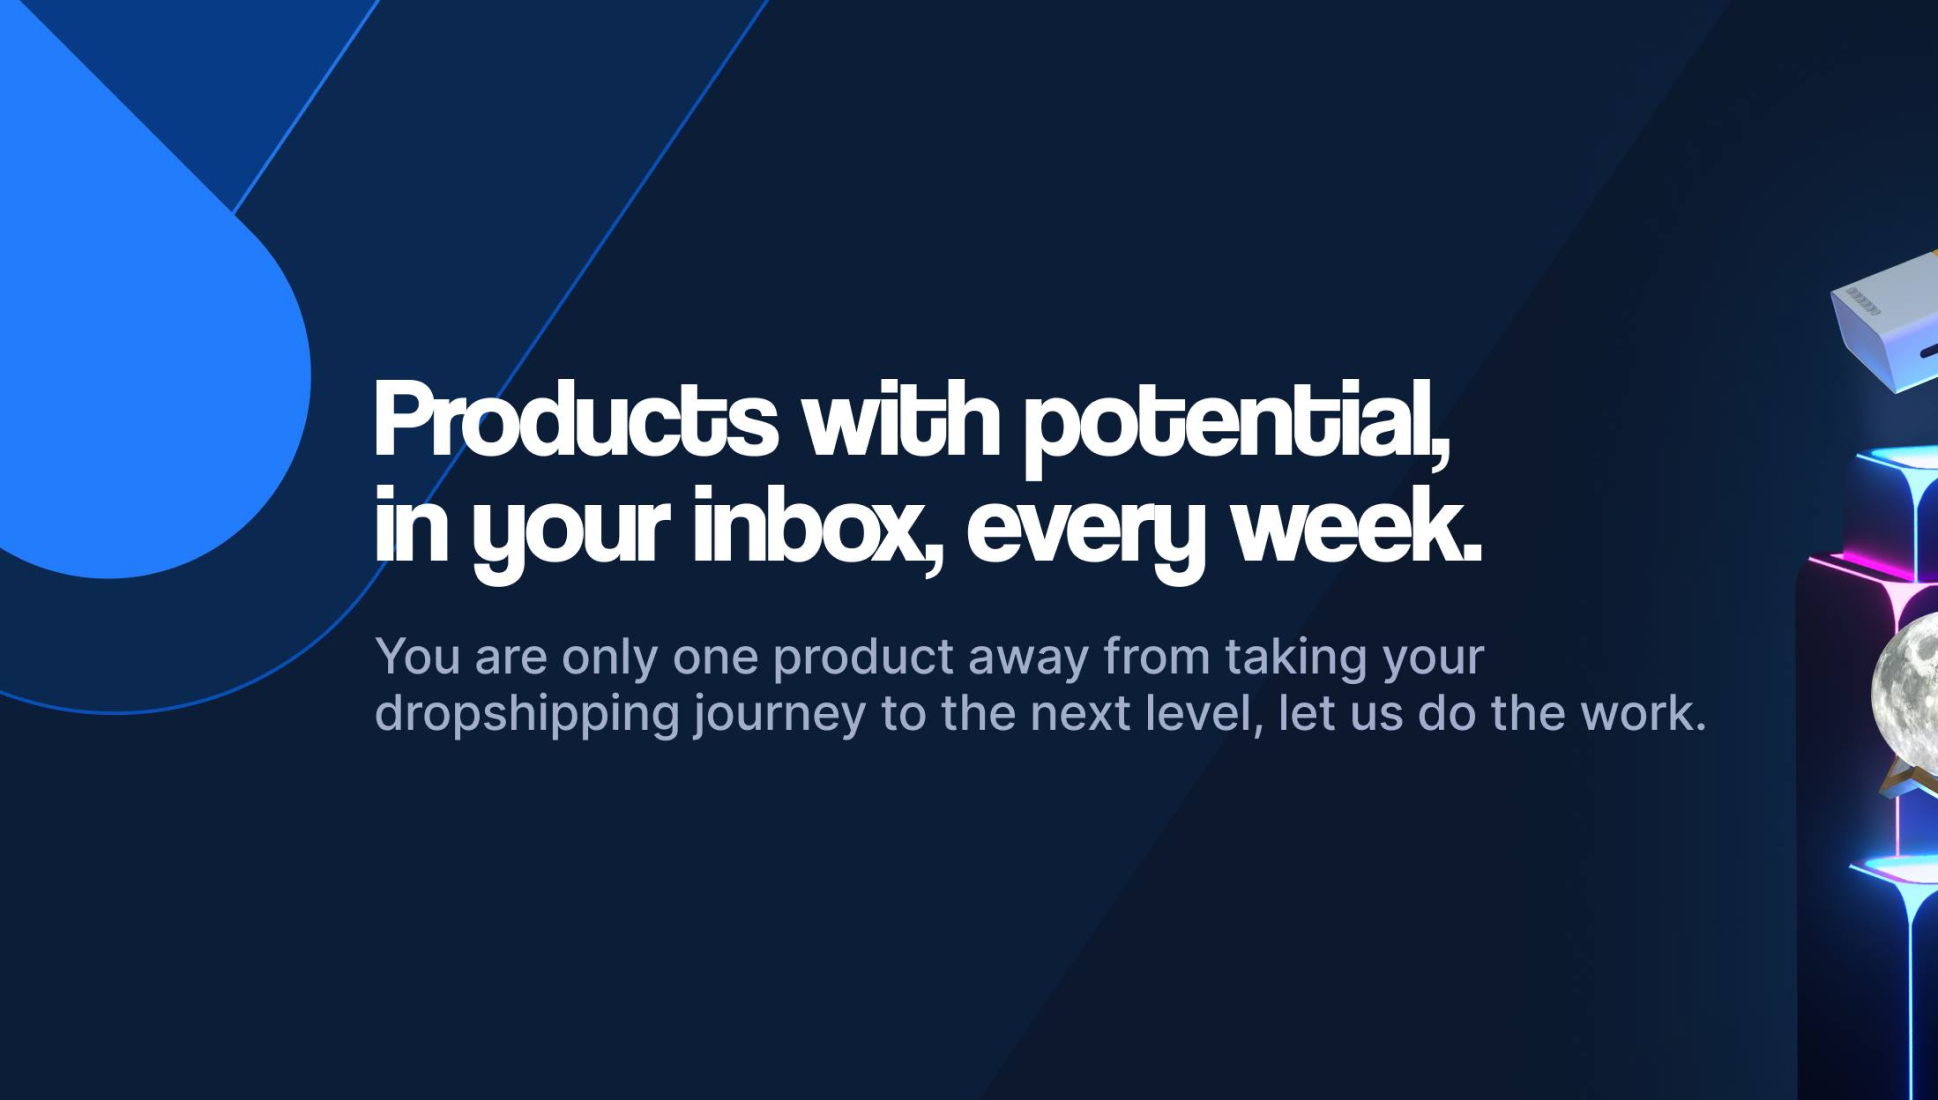 Products with potential,
in your inbox, every week.
You are only one product away from taking your
dropshipping journey to the next level, let us do the work.